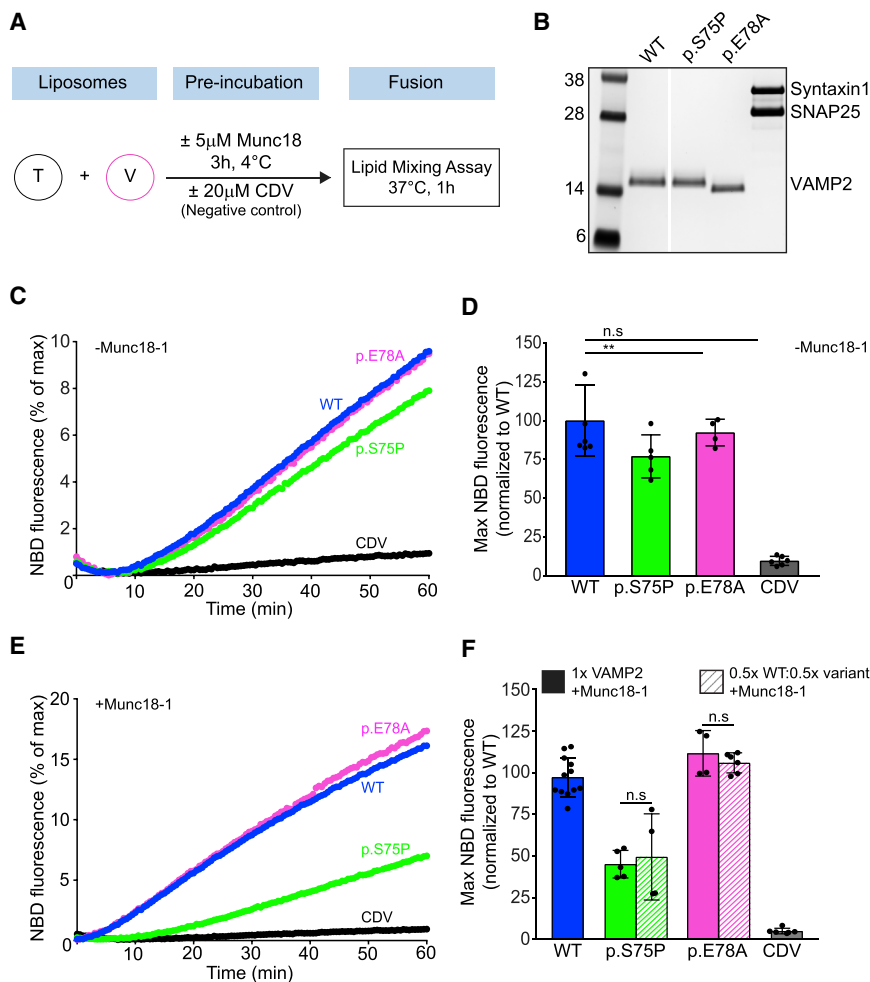 A
Liposomes
Pre-incubation
Fusion
T
+
V
± 5µM Munc18
3h, 4°C
± 20µM CDV
(Negative control)
Lipid Mixing Assay
37°C, 1h
B
WT
p.S75P
p.E78A
38
28
14
6
Syntaxin1
SNAP25
VAMP2
C
-Munc18-1
NBD fluorescence (% of max)
10
8
6
4
2
0
p.E78A
WT
p.S75P
CDV
10
20
30
40
50
60
Time (min)
D
-Munc18-1
n.s
**
Max NBD fluorescence
(normalized to WT)
150
125
100
75
50
25
0
WT
p.S75P
p.E78A
CDV
E
+Munc18-1
NBD fluorescence (% of max)
20
15
10
5
0
p.E78A
WT
p.S75P
CDV
10
20
30
40
50
60
Time (min)
F
1x VAMP2
+Munc18-1
0.5x WT:0.5x variant
+Munc18-1
Max NBD fluorescence
(normalized to WT)
150
125
100
75
50
25
0
n.s
n.s
WT
p.S75P
p.E78A
CDV